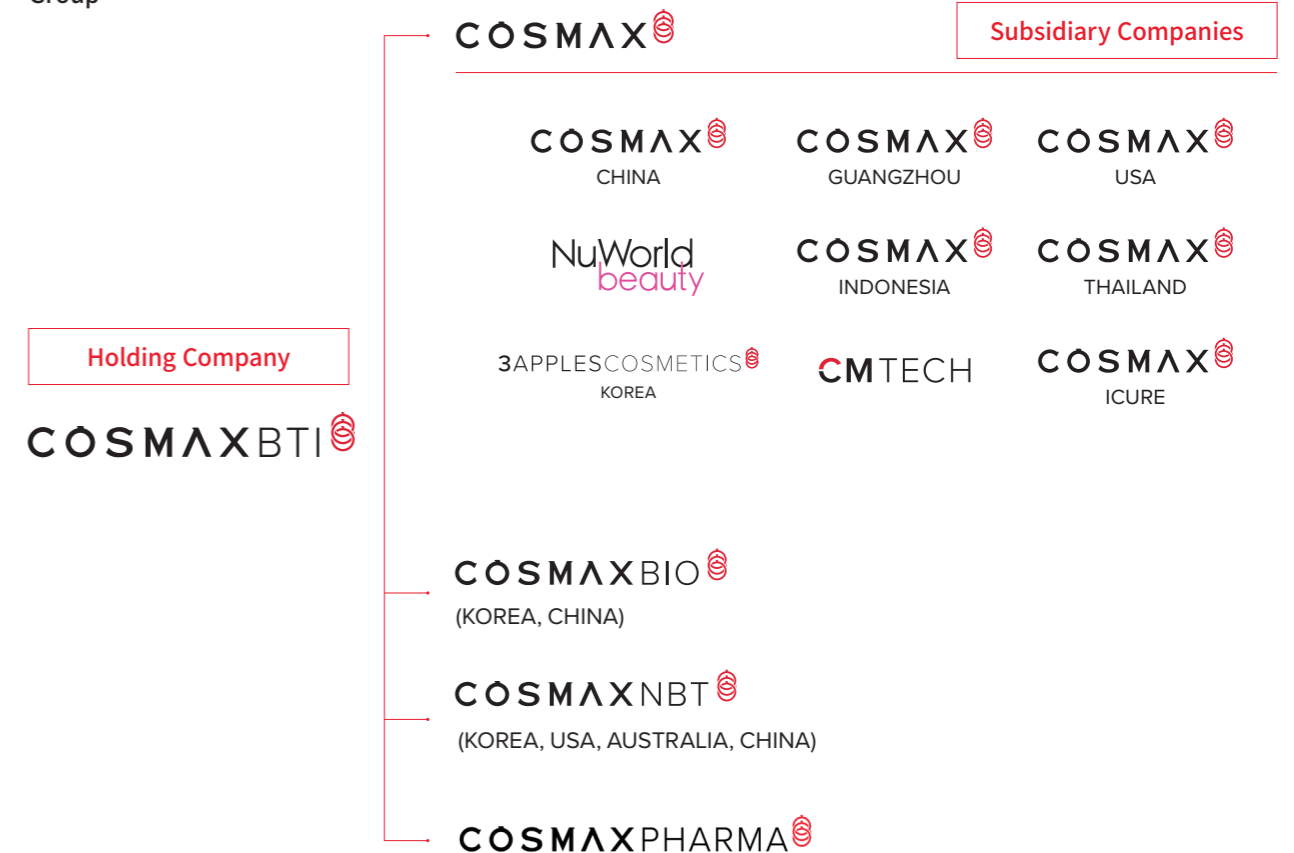 Group
COSMAX
Subsidiary Companies
COSMAX
CHINA
COSMAX
GUANGZHOU
COSMAX
USA
NuWorld
beauty
COSMAX
INDONESIA
COSMAX
THAILAND
3APPLESCOSMETICS
KOREA
CMTECH
COSMAX
ICURE
Holding Company
COSMAXBTI
COSMAXBIO
(KOREA, CHINA)
COSMAXNBT
(KOREA, USA, AUSTRALIA, CHINA)
COSMAXPHARMA